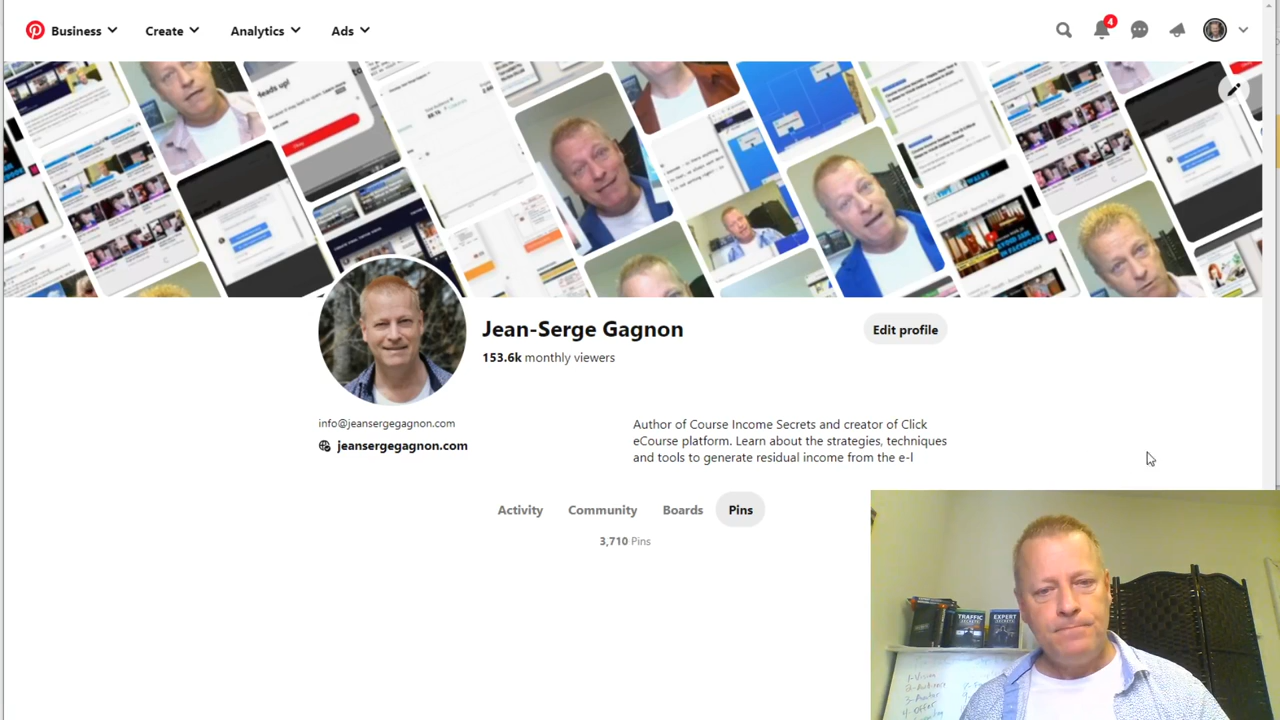 Business
Create
Analytics
Ads
4
Jean-Serge Gagnon
Edit profile
153.6k monthly viewers
info@jeansergegagnon.com
jeansergegagnon.com
Author of Course Income Secrets and creator of Click
eCourse platform. Learn about the strategies, techniques
and tools to generate residual income from the e-l
Activity
Community
Boards
Pins
3,710 Pins
TRAFFIC
SECRETS
EXPERT
SECRETS